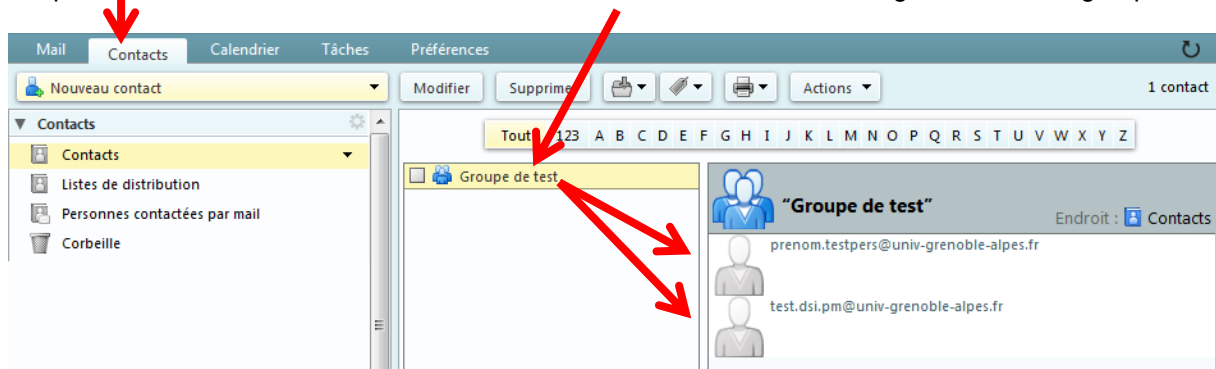 Mail Contacts Calendrier Tâches Préférences
Nouveau contact Modifier Actions 1 contact
Contacts
123 A B C D E F G H I J K L M N O P Q R S T U V W X Y Z
Contacts
Groupe de test
Listes de distribution
Personnes contactées par mail
Corbeille
"Groupe de test"
Endroit : Contacts
prenom.testpers@univ-grenoble-alpes.fr
test.dsi.pm@univ-grenoble-alpes.fr